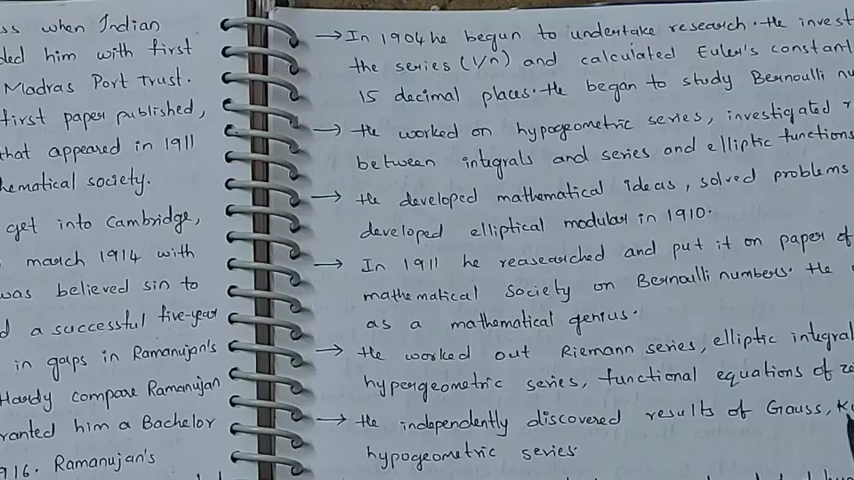 ss when Indian
ded him with first
Madras Port Trust.
first paper published,
that appeared in 1911
hematical society.
get into Cambridge,
march 1914 with
was believed sin to
d a successful five-year
in gaps in Ramanujan's
Hardy compare Ramanujan
ranted him a Bachelor
916. Ramanujan's
→ In 1904 he begun to undertake research. He invest
the series (1/n) and calculated Euler's constant
15 decimal places. He began to study Bernoulli nu
→ He worked on hypogeometric series, investigated r
between integrals and series and elliptic functions
→ He developed mathematical ideas, solved problems
developed elliptical modular in 1910.
→ In 1911 he reasearched and put it on paper of
mathematical Society on Bernailli numbers. He
as a mathematical genius.
→ He worked out Riemann series, elliptic integral
hypergeometric series, functional equations of ze
→ He independently discovered results of Gauss, K
hypogeometric series.